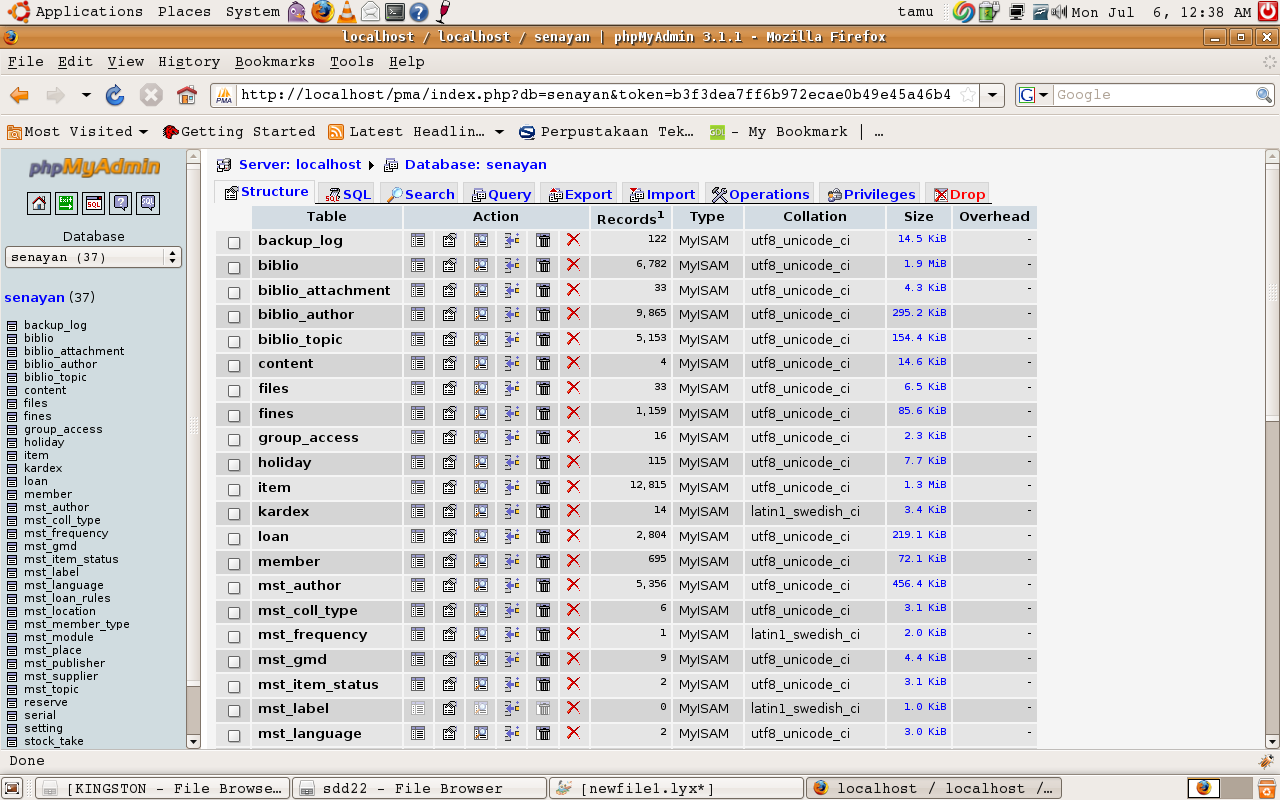 Applications Places System tamu Mon Jul 6, 12:38 AM
localhost / localhost / senayan | phpMyAdmin 3.1.1 - Mozilla Firefox
File Edit View History Bookmarks Tools Help
http://localhost/pma/index.php?db=senayan&token=b3f3dea7ff6b972ecae0b49e45a46b4 Google
Most Visited Getting Started Latest Headlin... Perpustakaan Tek... - My Bookmark | …
phpMyAdmin
Database
senayan (37)
senayan (37)
backup_log
biblio
biblio_attachment
biblio_author
biblio_topic
content
files
fines
group_access
holiday
item
kardex
loan
member
mst_author
mst_coll_type
mst_frequency
mst_gmd
mst_item_status
mst_label
mst_language
mst_loan_rules
mst_location
mst_member_type
mst_module
mst_place
mst_publisher
mst_supplier
mst_topic
reserve
serial
setting
stock_take
Server: localhost Database: senayan
Structure SQL Search Query Export Import Operations Privileges Drop
Table Action Records1 Type Collation Size Overhead
backup_log 122 MyISAM utf8_unicode_ci 14.5 KiB -
biblio 6,782 MyISAM utf8_unicode_ci 1.9 MiB -
biblio_attachment 33 MyISAM utf8_unicode_ci 4.3 KiB -
biblio_author 9,865 MyISAM utf8_unicode_ci 295.2 KiB -
biblio_topic 5,153 MyISAM utf8_unicode_ci 154.4 KiB -
content 4 MyISAM utf8_unicode_ci 14.6 KiB -
files 33 MyISAM utf8_unicode_ci 6.5 KiB -
fines 1,159 MyISAM utf8_unicode_ci 85.6 KiB -
group_access 16 MyISAM utf8_unicode_ci 2.3 KiB -
holiday 115 MyISAM utf8_unicode_ci 7.7 KiB -
item 12,815 MyISAM utf8_unicode_ci 1.3 MiB -
kardex 14 MyISAM latin1_swedish_ci 3.4 KiB -
loan 2,804 MyISAM utf8_unicode_ci 219.1 KiB -
member 695 MyISAM utf8_unicode_ci 72.1 KiB -
mst_author 5,356 MyISAM utf8_unicode_ci 456.4 KiB -
mst_coll_type 6 MyISAM utf8_unicode_ci 3.1 KiB -
mst_frequency 1 MyISAM latin1_swedish_ci 2.0 KiB -
mst_gmd 9 MyISAM utf8_unicode_ci 4.4 KiB -
mst_item_status 2 MyISAM utf8_unicode_ci 3.1 KiB -
mst_label 0 MyISAM latin1_swedish_ci 1.0 KiB -
mst_language 2 MyISAM utf8_unicode_ci 3.0 KiB -
Done
[KINGSTON - File Browse... sdd22 - File Browser [newfile1.lyx*] localhost / localhost /...